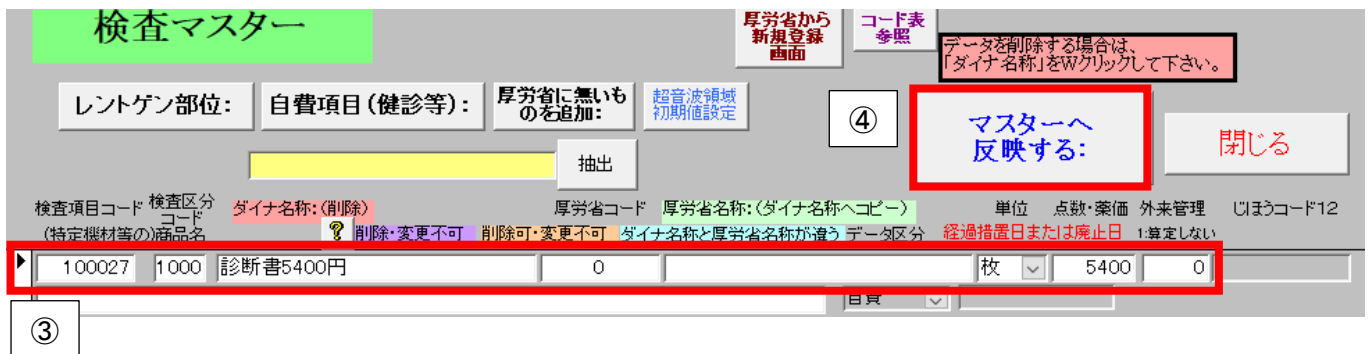 検査マスター
厚労省から
新規登録
画面
コード表
参照
データを削除する場合は、
「ダイナ名称」をWクリックして下さい。
レントゲン部位:
自費項目(健診等):
厚労省に無いも
のを追加:
超音波領域
初期値設定
④
マスターへ
反映する:
閉じる
抽出
検査項目コード
検査区分
コード
ダイナ名称:(削除)
厚労省コード
厚労省名称:(ダイナ名称へコピー)
単位
点数・薬価
外来管理
じほうコード12
(特定機材等の)商品名
?
削除・変更不可
削除可・変更不可
ダイナ名称と厚労省名称が違う
データ区分
経過措置日または廃止日
1:算定しない
100027
1000
診断書5400円
0
枚
5400
0
自費
③